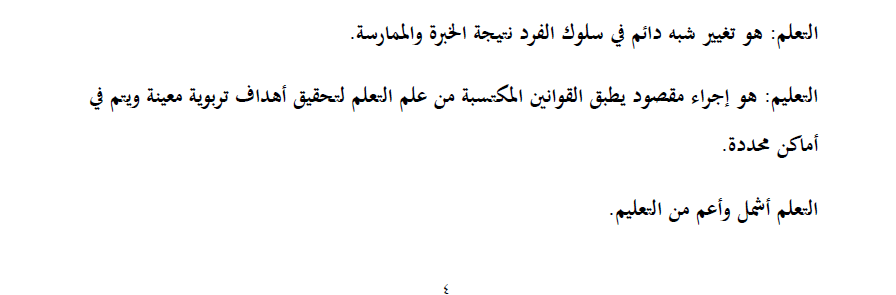 التعلم: هو تغيير شبه دائم في سلوك الفرد نتيجة الخبرة والممارسة.
التعليم: هو إجراء مقصود يطبق القوانين المكتسبة من علم التعلم لتحقيق أهداف تربوية معينة ويتم في
أماكن محددة.
التعلم أشمل وأعم من التعليم.
٤